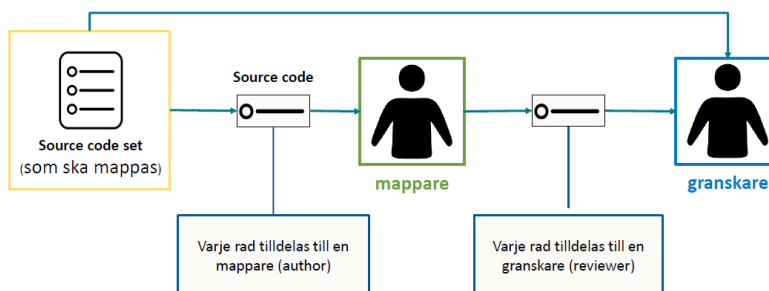 Source code
Source code set
(som ska mappas)
mappare
granskare
Varje rad tilldelas till en
mappare (author)
Varje rad tilldelas till en
granskare (reviewer)